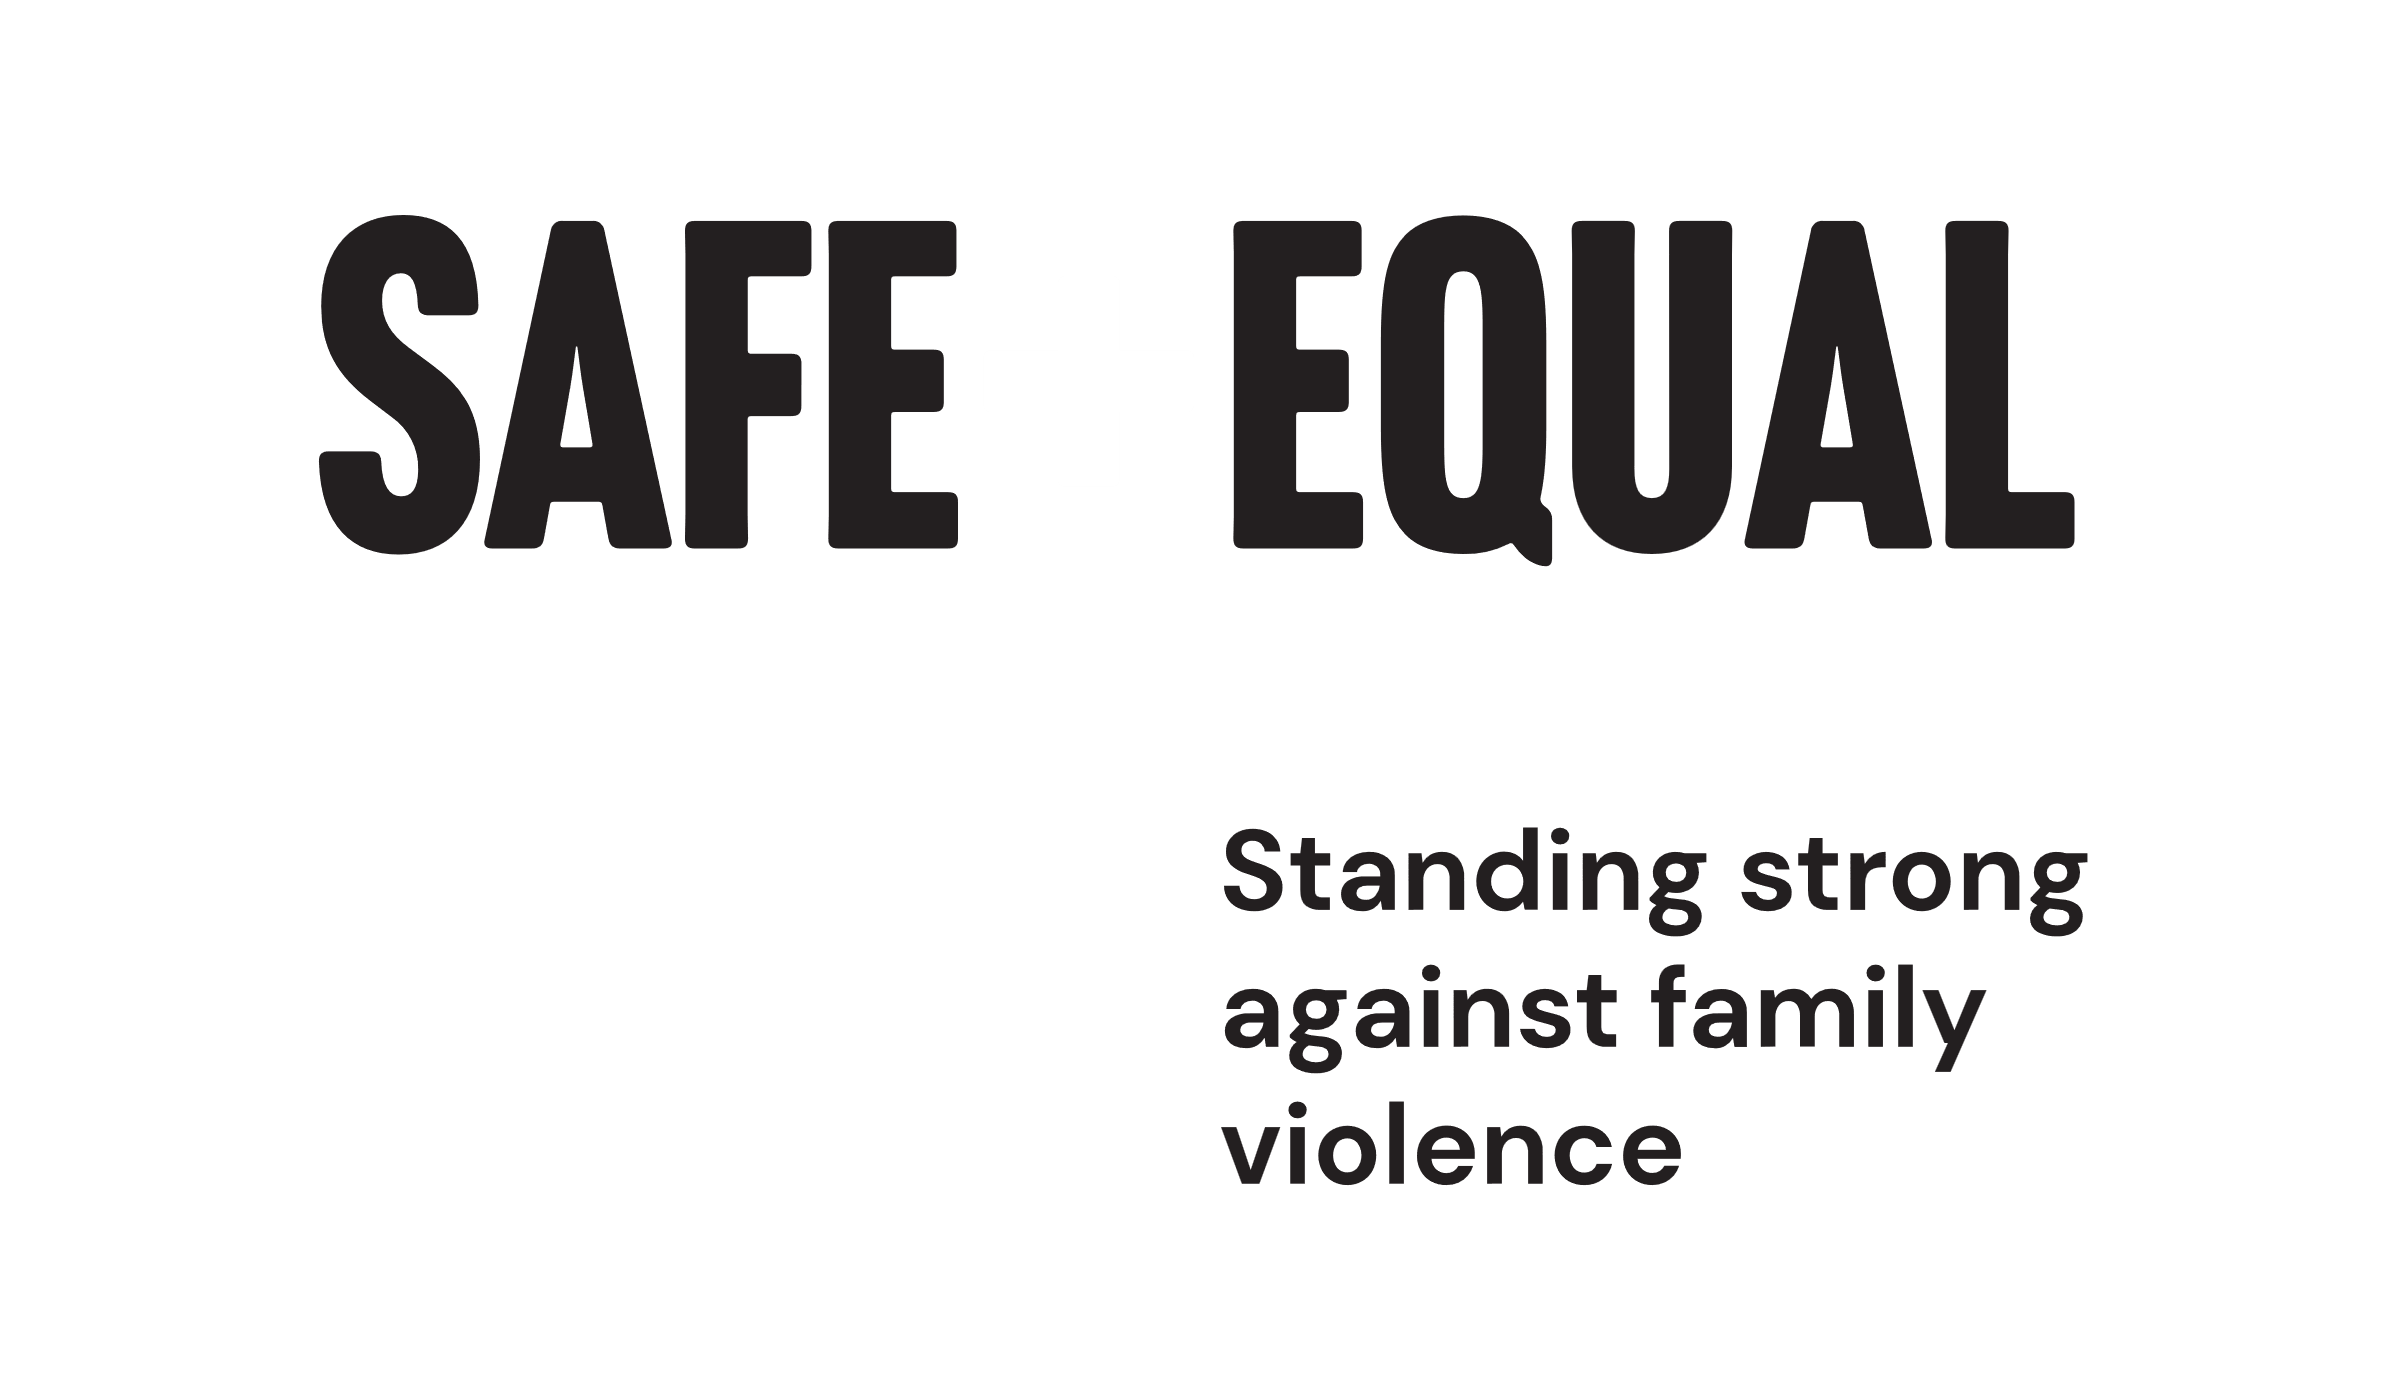 SAFE EQUAL
Standing strong
against family
violence